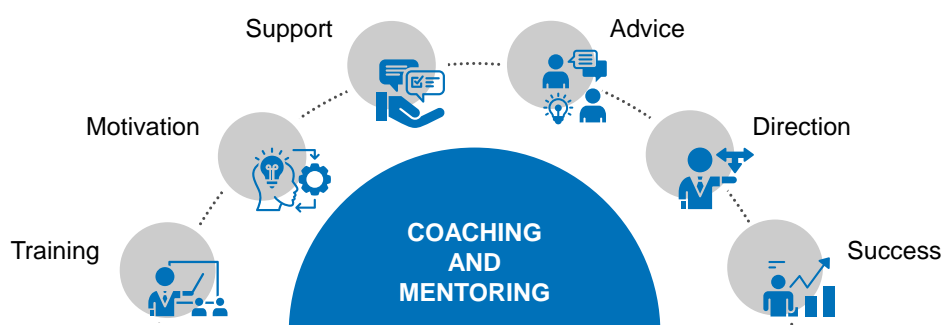 Support
Advice
Motivation
Direction
Training
Success
COACHING
AND
MENTORING